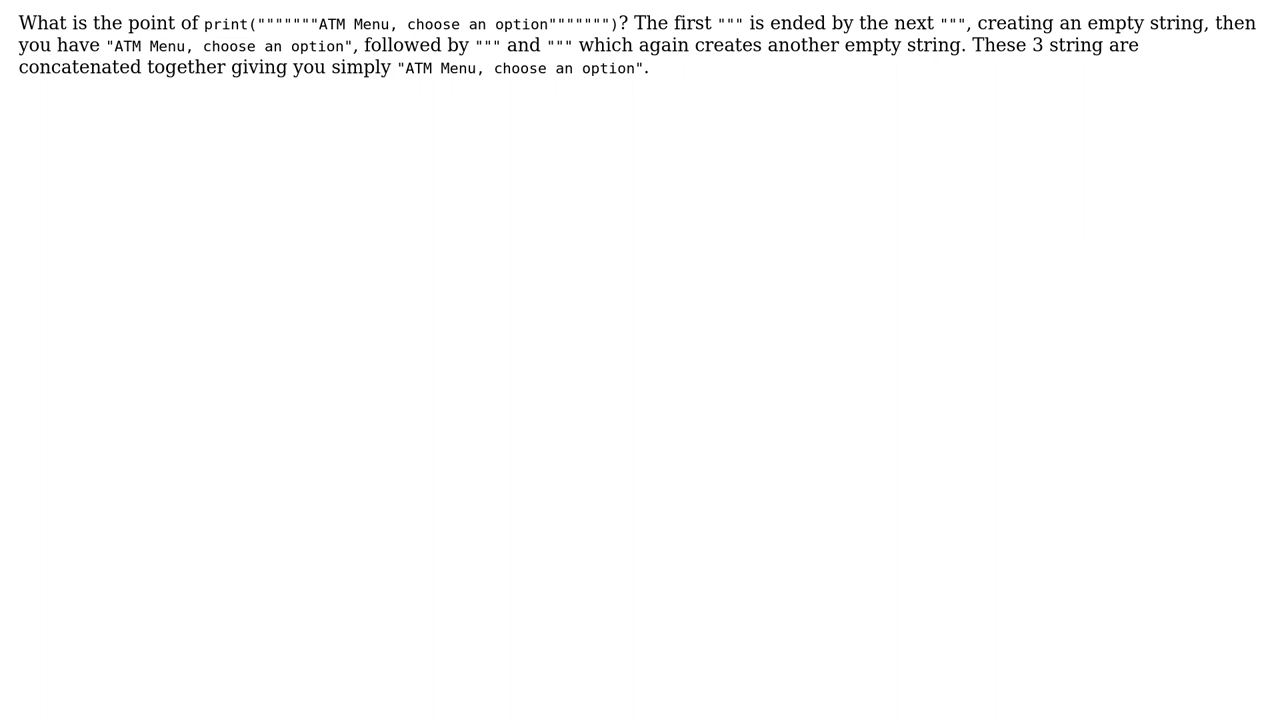 What is the point of print("""""""ATM Menu, choose an option""""""")? The first """ is ended by the next """, creating an empty string, then
you have "ATM Menu, choose an option", followed by """ and """ which again creates another empty string. These 3 string are
concatenated together giving you simply "ATM Menu, choose an option".